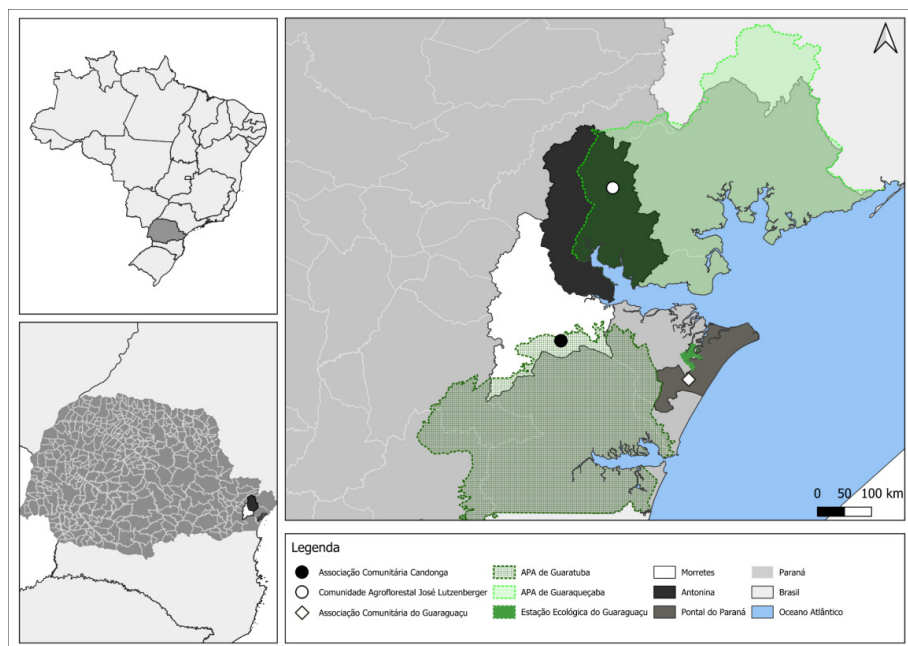 0 50 100 km
Legenda
Associação Comunitária Candonga
APA de Guaratuba
Morretes
Paraná
Comunidade Agroflorestal José Lutzenberger
APA de Guaraqueçaba
Antonina
Brasil
Associação Comunitária do Guaraguaçu
Estação Ecológica do Guaraguaçu
Pontal do Paraná
Oceano Atlântico